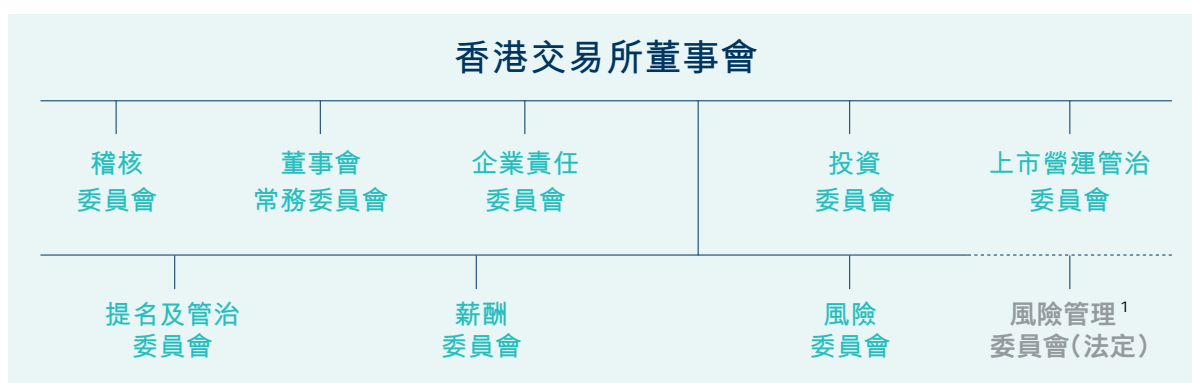 香港交易所董事會
稽核
委員會
董事會
常務委員會
企業責任
委員會
投資
委員會
上市營運管治
委員會
提名及管治
委員會
薪酬
委員會
風險
委員會
風險管理1
委員會(法定)